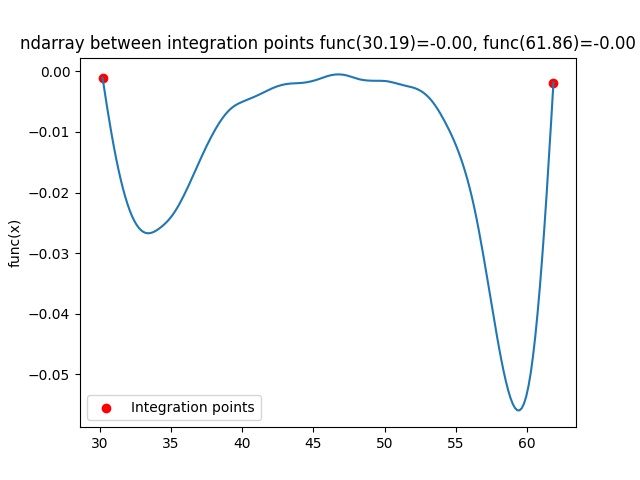 ndarray between integration points func(30.19)=-0.00, func(61.86)=-0.00
0.00
−0.01
−0.02
−0.03
−0.04
−0.05
func(x)
Integration points
30 35 40 45 50 55 60